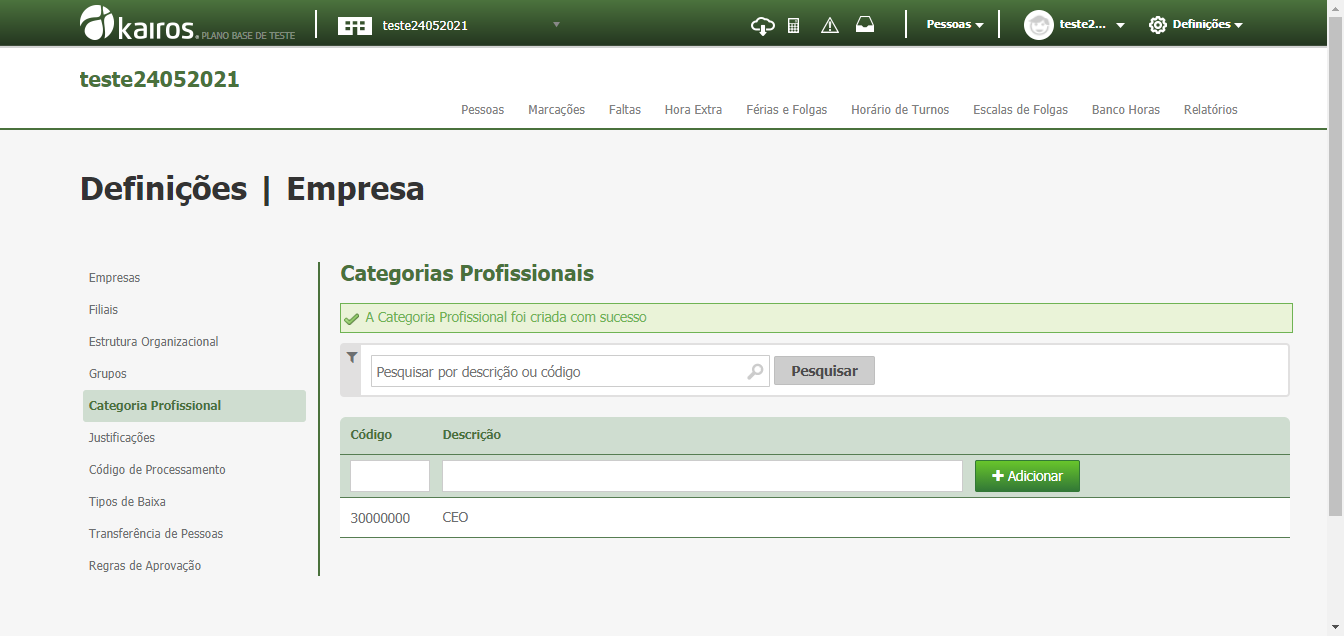 kairos. PLANO BASE DE TESTE
teste24052021
Pessoas
teste2...
Definições
teste24052021
Pessoas Marcações Faltas Hora Extra Férias e Folgas Horário de Turnos Escalas de Folgas Banco Horas Relatórios
Definições | Empresa
Empresas
Filiais
Estrutura Organizacional
Grupos
Categoria Profissional
Justificações
Código de Processamento
Tipos de Baixa
Transferência de Pessoas
Regras de Aprovação
Categorias Profissionais
A Categoria Profissional foi criada com sucesso
Pesquisar por descrição ou código
Pesquisar
Código Descrição
Adicionar
30000000 CEO